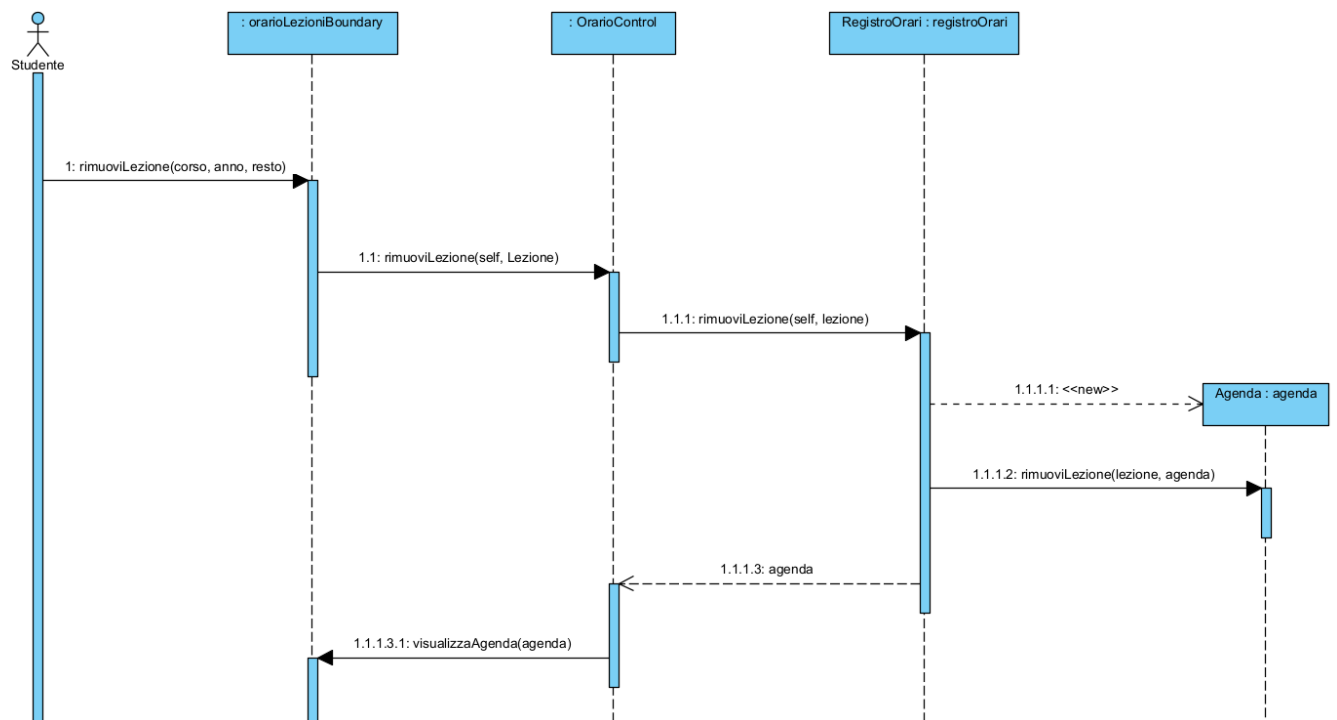 : orarioLezioniBoundary
: OrarioControl
RegistroOrari : registroOrari
Studente
1: rimuoviLezione(corso, anno, resto)
1.1: rimuoviLezione(self, Lezione)
1.1.1: rimuoviLezione(self, lezione)
1.1.1.1: <<new>>
Agenda : agenda
1.1.1.2: rimuoviLezione(lezione, agenda)
1.1.1.3: agenda
1.1.1.3.1: visualizzaAgenda(agenda)